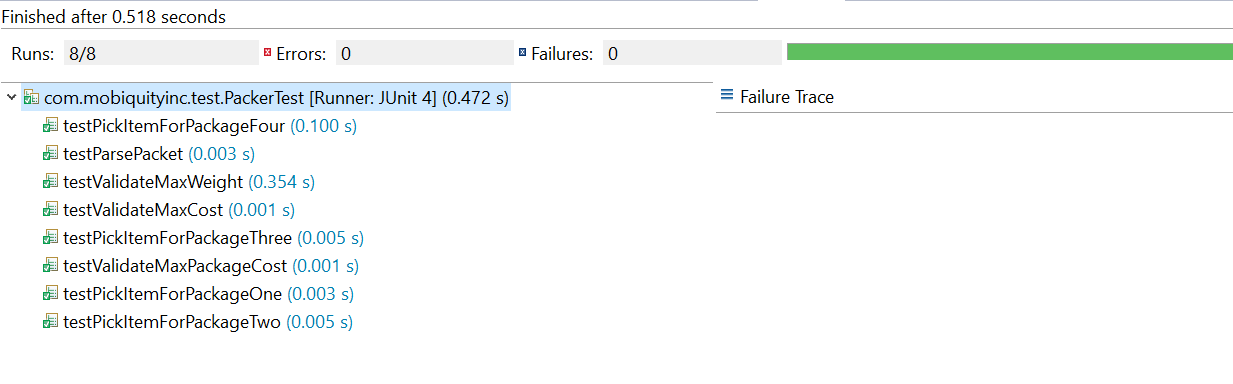 Finished after 0.518 seconds
Runs: 8/8 Errors: 0 Failures: 0
com.mobiquityinc.test.PackerTest [Runner: JUnit 4] (0.472 s)
Failure Trace
testPickItemForPackageFour (0.100 s)
testParsePacket (0.003 s)
testValidateMaxWeight (0.354 s)
testValidateMaxCost (0.001 s)
testPickItemForPackageThree (0.005 s)
testValidateMaxPackageCost (0.001 s)
testPickItemForPackageOne (0.003 s)
testPickItemForPackageTwo (0.005 s)